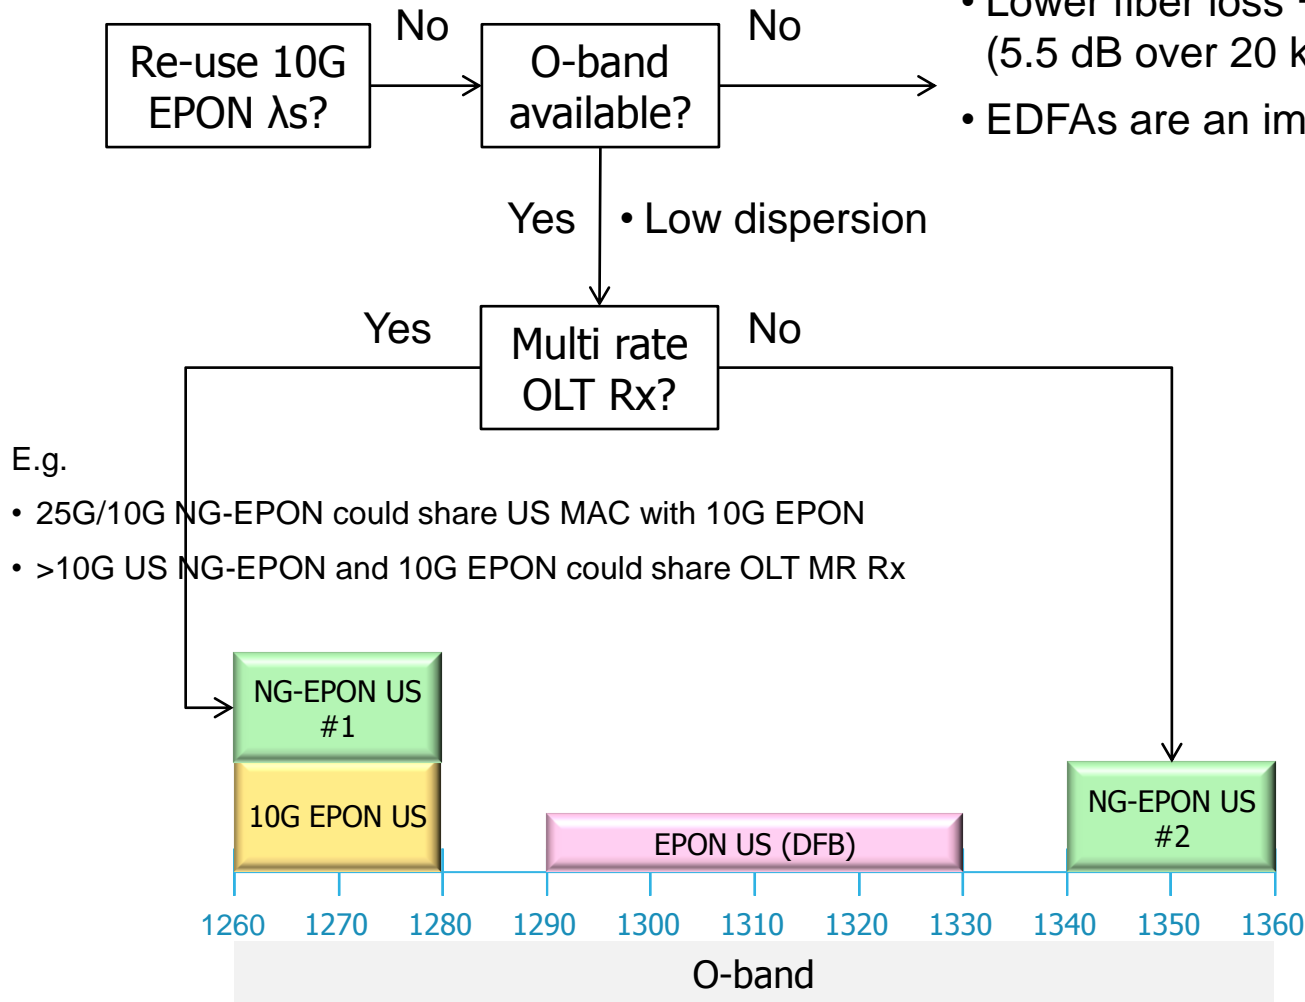 • Lower fiber loss
(5.5 dB over 20
• EDFAs are an
No
No
Re-use 10G
EPON λs?
O-band
available?
Yes
• Low dispersion
Yes
Multi rate
OLT Rx?
No
E.g.
• 25G/10G NG-EPON could share US MAC with 10G EPON
• >10G US NG-EPON and 10G EPON could share OLT MR Rx
NG-EPON US
#1
10G EPON US
EPON US (DFB)
NG-EPON US
#2
1260 1270 1280 1290 1300 1310 1320 1330 1340 1350 1360
O-band